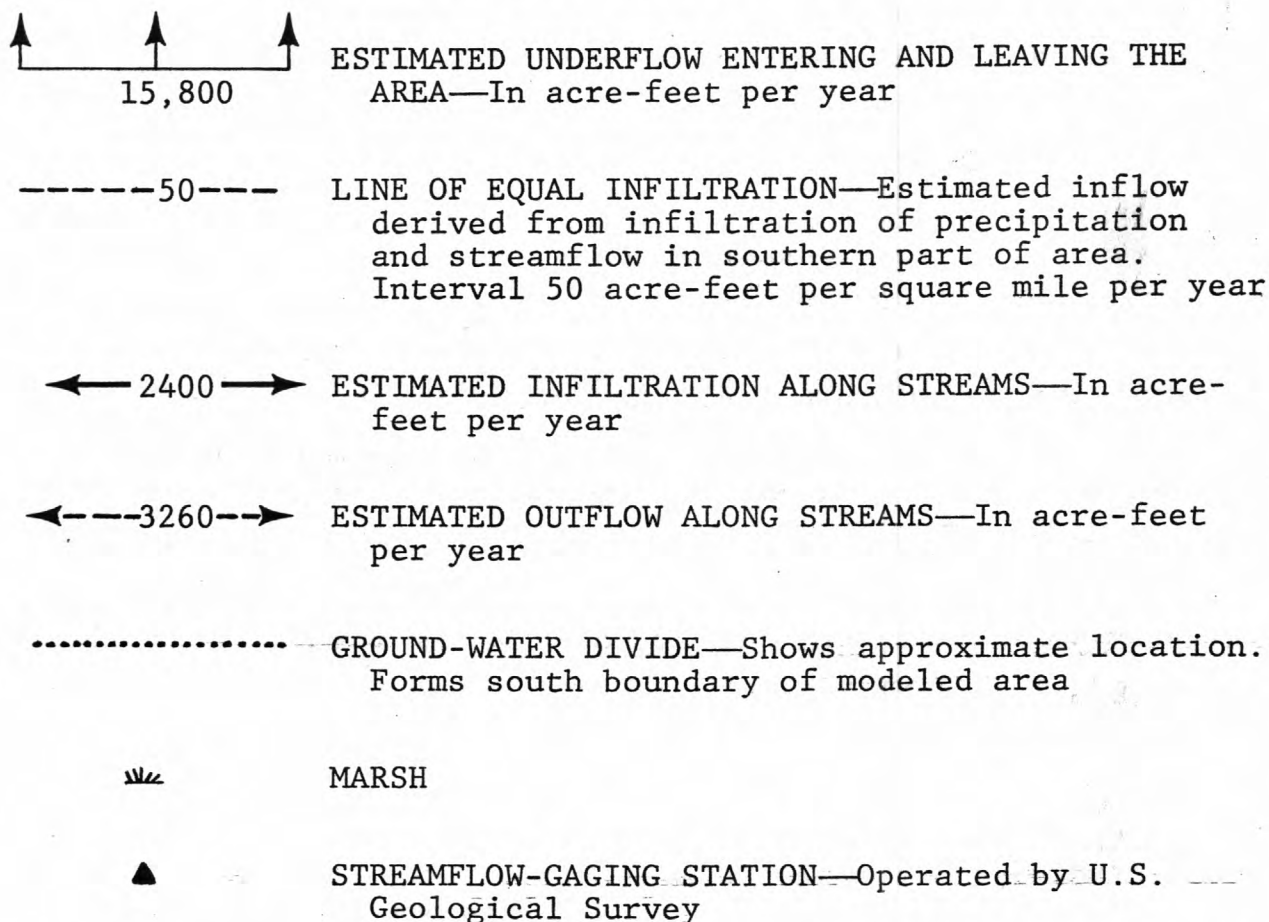 ESTIMATED UNDERFLOW ENTERING AND LEAVING THE
15,800 AREA—In acre-feet per year
50 LINE OF EQUAL INFILTRATION—Estimated inflow
derived from infiltration of precipitation
and streamflow in southern part of area.
Interval 50 acre-feet per square mile per year
2400 ESTIMATED INFILTRATION ALONG STREAMS—In acre-
feet per year
3260 ESTIMATED OUTFLOW ALONG STREAMS—In acre-feet
per year
GROUND-WATER DIVIDE—Shows approximate location.
Forms south boundary of modeled area
MARSH
STREAMFLOW-GAGING STATION—Operated by U.S.
Geological Survey